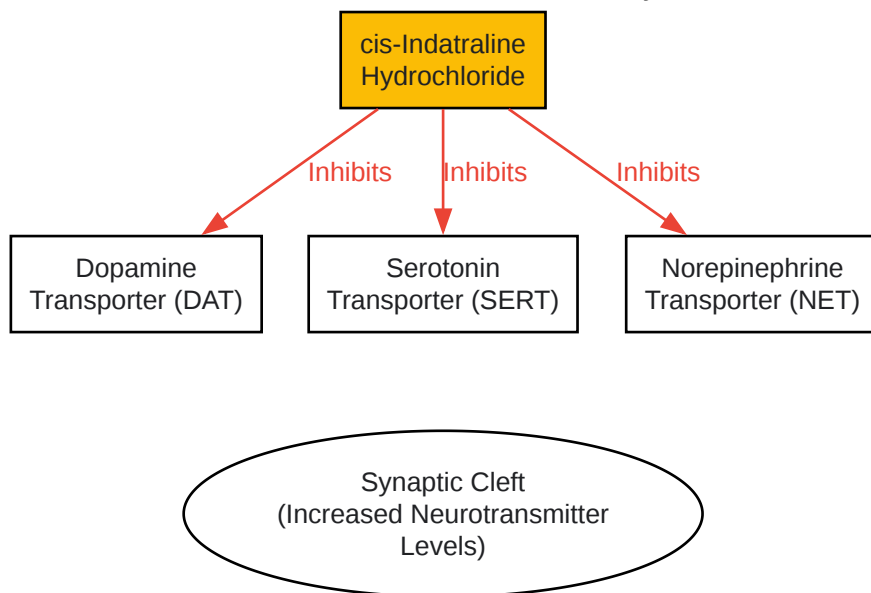 cis-Indatraline
Hydrochloride
Inhibits
Inhibits
Inhibits
Dopamine
Transporter (DAT)
Serotonin
Transporter (SERT)
Norepinephrine
Transporter (NET)
Synaptic Cleft
(Increased Neurotransmitter
Levels)